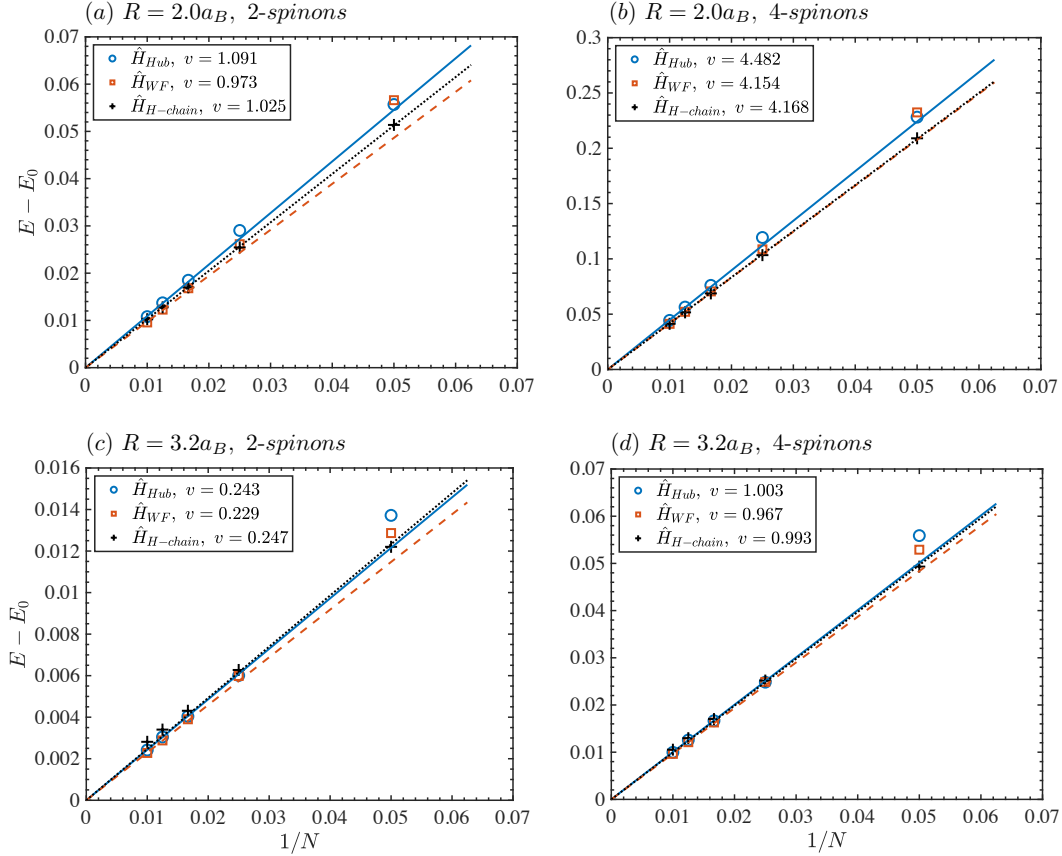 (a) R = 2.0a_B, 2-spinons
0.07
0.06
0.05
0.04
0.03
0.02
0.01
0
E − E_0
Ĥ_Hub, v = 1.091
Ĥ_WF, v = 0.973
Ĥ_H−chain, v = 1.025
0 0.01 0.02 0.03 0.04 0.05 0.06 0.07
(b) R = 2.0a_B, 4-spinons
0.3
0.25
0.2
0.15
0.1
0.05
0
Ĥ_Hub, v = 4.482
Ĥ_WF, v = 4.154
Ĥ_H−chain, v = 4.168
0 0.01 0.02 0.03 0.04 0.05 0.06 0.07
(c) R = 3.2a_B, 2-spinons
0.016
0.014
0.012
0.01
0.008
0.006
0.004
0.002
0
E − E_0
Ĥ_Hub, v = 0.243
Ĥ_WF, v = 0.229
Ĥ_H−chain, v = 0.247
0 0.01 0.02 0.03 0.04 0.05 0.06 0.07
1/N
(d) R = 3.2a_B, 4-spinons
0.07
0.06
0.05
0.04
0.03
0.02
0.01
0
Ĥ_Hub, v = 1.003
Ĥ_WF, v = 0.967
Ĥ_H−chain, v = 0.993
0 0.01 0.02 0.03 0.04 0.05 0.06 0.07
1/N